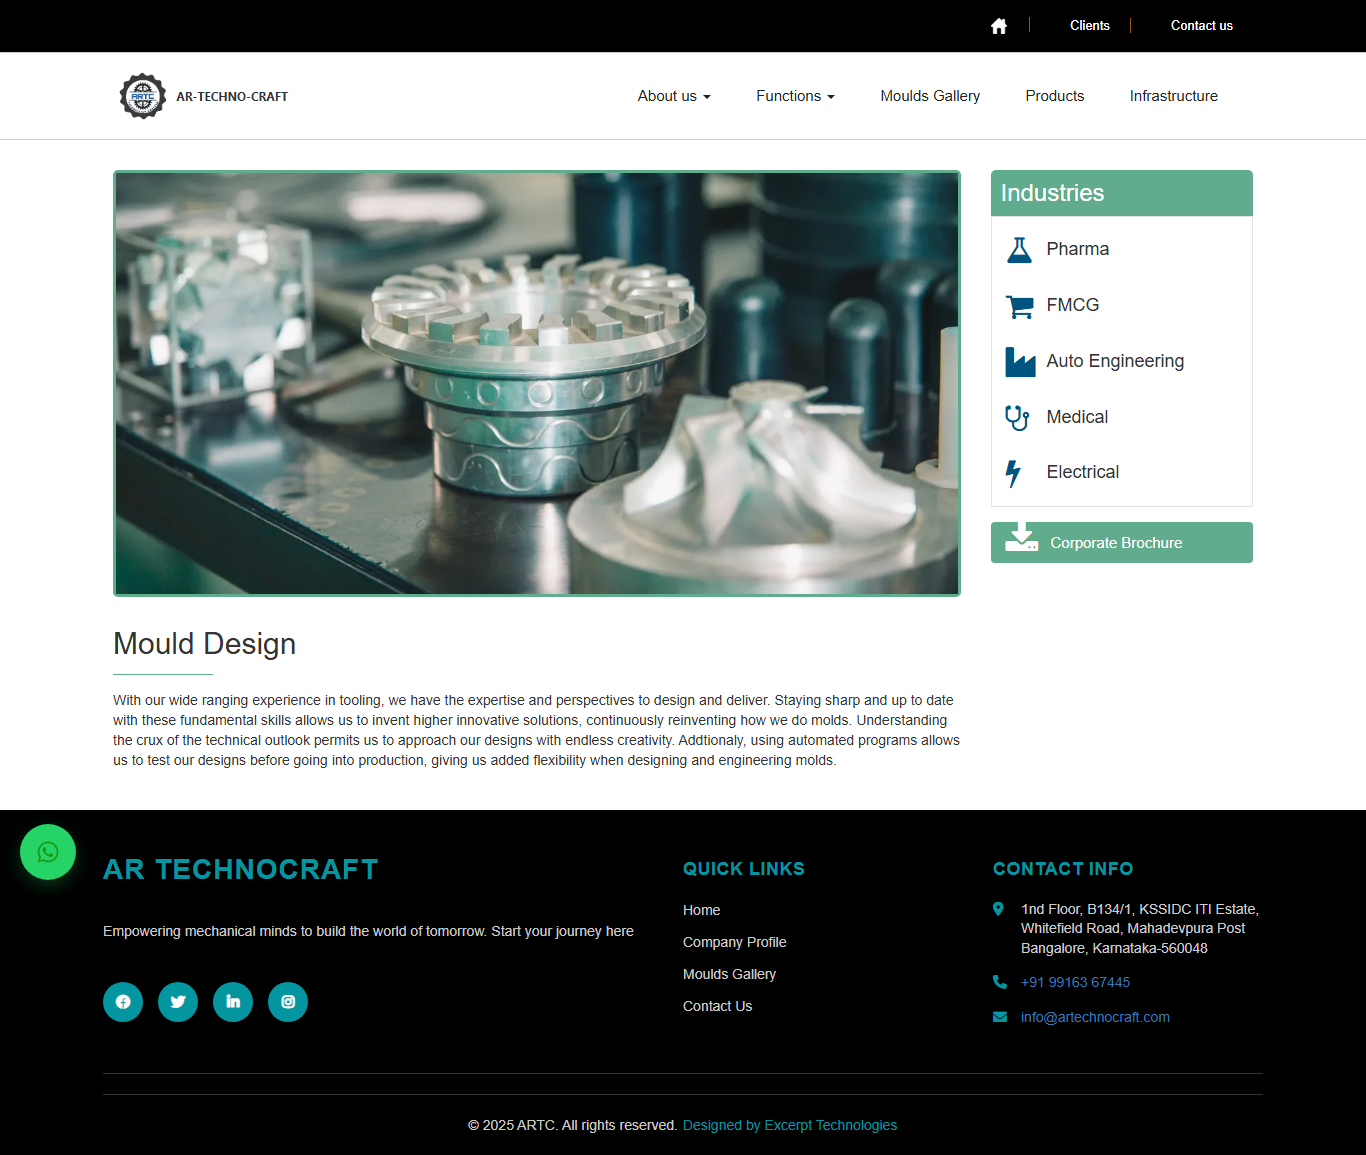 Clients
Contact us
ARTC
AR-TECHNO-CRAFT
About us
Functions
Moulds Gallery
Products
Infrastructure
Industries
Pharma
FMCG
Auto Engineering
Medical
Electrical
Corporate Brochure
Mould Design
With our wide ranging experience in tooling, we have the expertise and perspectives to design and deliver. Staying sharp and up to date
with these fundamental skills allows us to invent higher innovative solutions, continuously reinventing how we do molds. Understanding
the crux of the technical outlook permits us to approach our designs with endless creativity. Addtionaly, using automated programs allows
us to test our designs before going into production, giving us added flexibility when designing and engineering molds.
AR TECHNOCRAFT
Empowering mechanical minds to build the world of tomorrow. Start your journey here
QUICK LINKS
Home
Company Profile
Moulds Gallery
Contact Us
CONTACT INFO
1nd Floor, B134/1, KSSIDC ITI Estate,
Whitefield Road, Mahadevpura Post
Bangalore, Karnataka-560048
+91 99163 67445
info@artechnocraft.com
© 2025 ARTC. All rights reserved. Designed by Excerpt Technologies